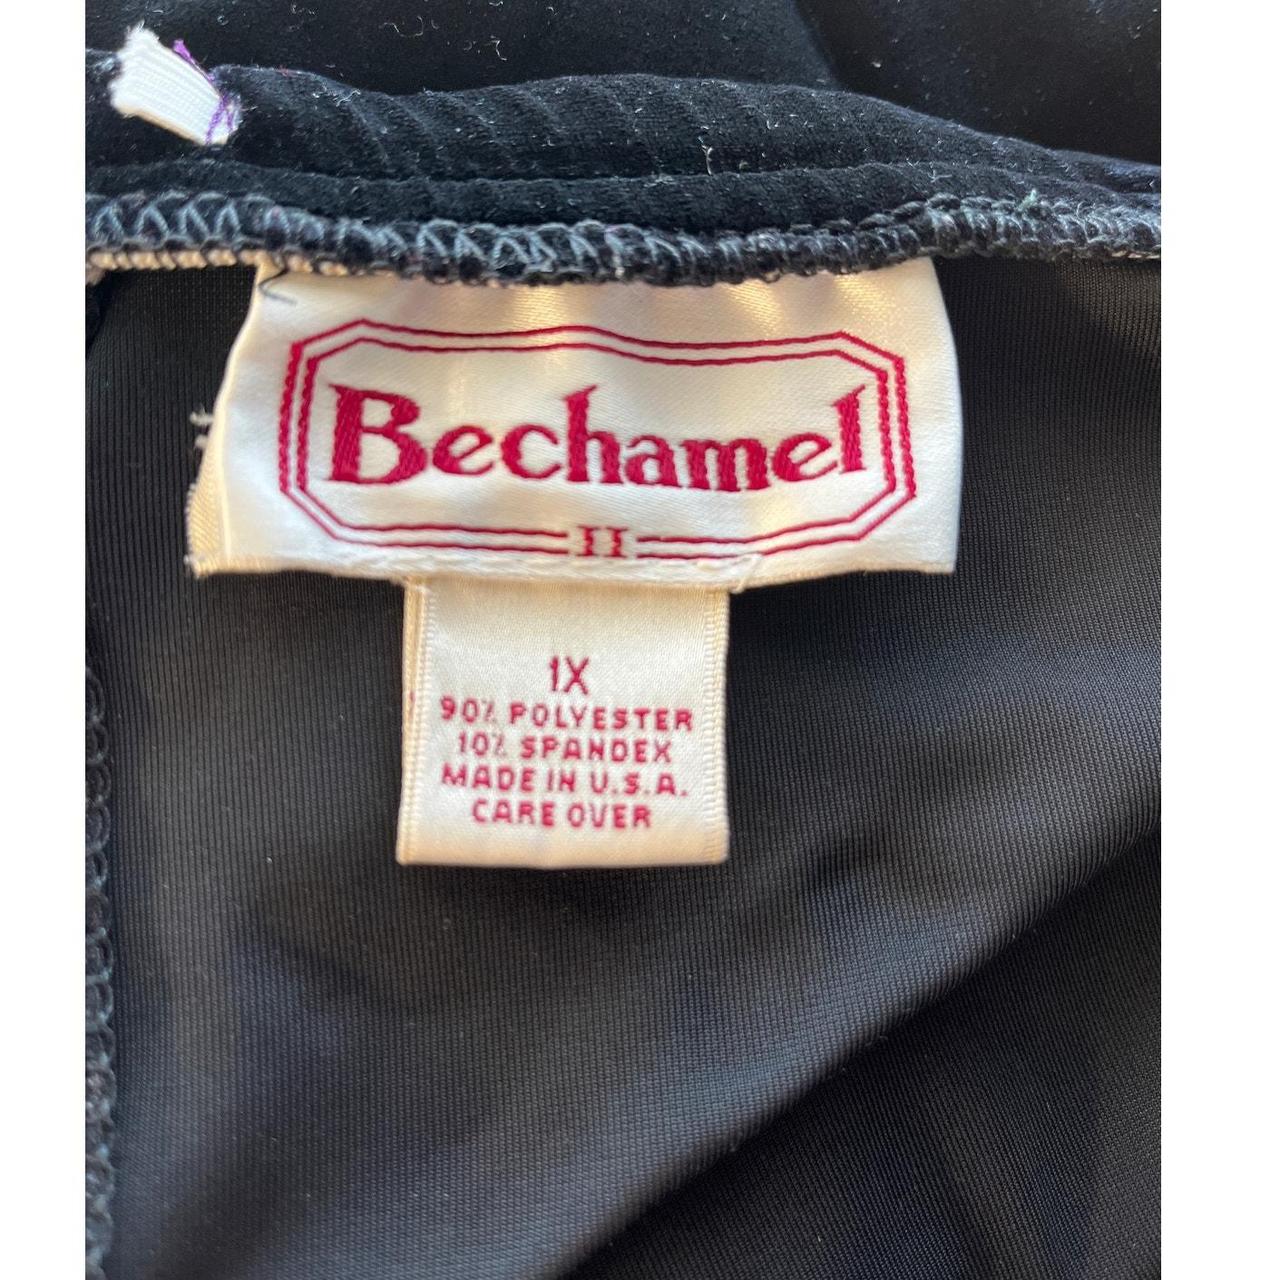 Bechamel
II
1X
90% POLYESTER
10% SPANDEX
MADE IN U.S.A.
CARE OVER